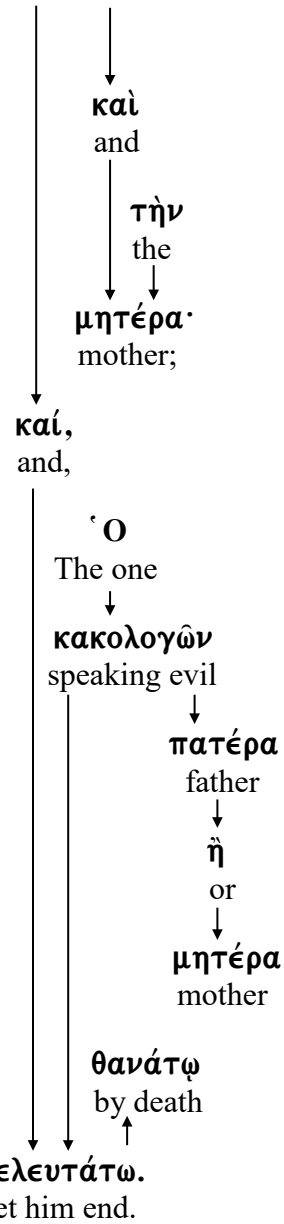 καὶ
and
τὴν
the
μητέρα·
mother;
καί,
and,
Ὁ
The one
κακολογῶν
speaking evil
πατέρα
father
ἢ
or
μητέρα
mother
θανάτῳ
by death
ελευτάτω.
et him end.